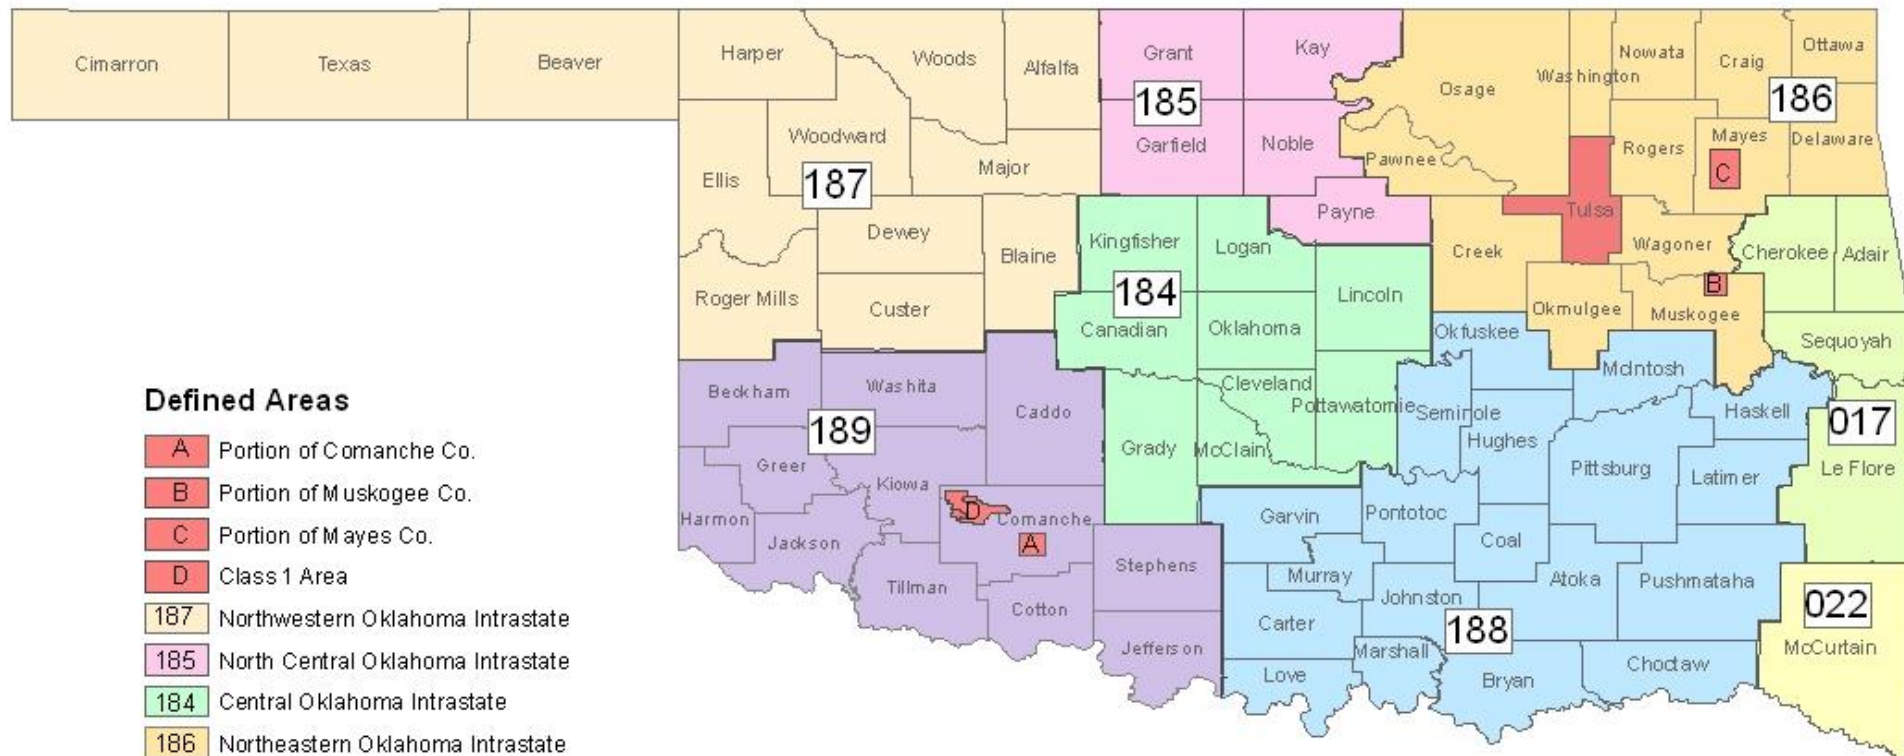 Cimarron
Texas
Beaver
Harper
Woods
Alfalfa
Grant
Kay
Osage
Washington
Nowata
Craig
Ottawa
185
186
Woodward
Garfield
Noble
Pawnee
Rogers
Mayes
Delaware
Ellis
187
Major
C
Dewey
Blaine
Kingfisher
Logan
Payne
Creek
Tulsa
Wagoner
Cherokee
Adair
Roger Mills
Custer
184
Lincoln
Canadian
Oklahoma
Okmulgee
B
Muskogee
Okfuskee
Sequoyah
Defined Areas
A Portion of Comanche Co.
B Portion of Muskogee Co.
C Portion of Mayes Co.
D Class 1 Area
187 Northwestern Oklahoma Intrastate
185 North Central Oklahoma Intrastate
184 Central Oklahoma Intrastate
186 Northeastern Oklahoma Intrastate
Beckham
Washita
Caddo
Cleveland
Pottawatomie
Seminole
McIntosh
Haskell
189
017
Greer
Kiowa
Grady
McClain
Hughes
Pittsburg
Latimer
Le Flore
Harmon
Jackson
D
Comanche
A
Garvin
Pontotoc
Coal
Tillman
Cotton
Stephens
Murray
Johnston
Atoka
Pushmataha
022
Jefferson
Carter
188
Marshall
Love
Bryan
Choctaw
McCurtain